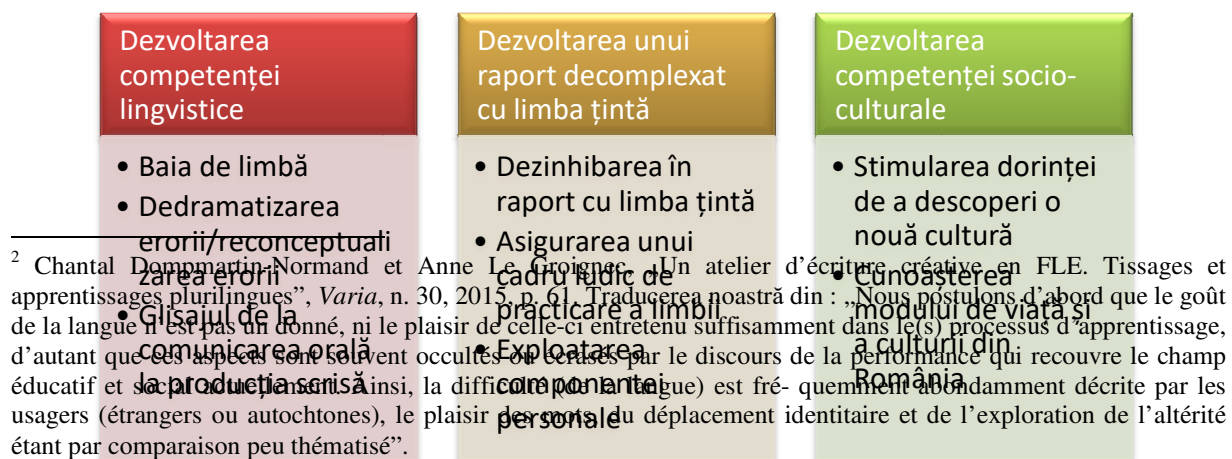 Dezvoltarea
competenței
lingvistice
• Baia de limbă
• Dedramatizarea
erorii/reconceptuali
zarea erorii
• Glisajul de la
comunicarea orală
la producția scrisă
Dezvoltarea unui
raport decomplexat
cu limba țintă
• Dezinhibarea în
raport cu limba țintă
• Asigurarea unui
cadru ludic de
practicare a limbii
• Exploatarea
componentei
personale
Dezvoltarea
competenței socio-
culturale
• Stimularea dorinței
de a descoperi o
nouă cultură
• Cunoașterea
modului de viață și
a culturii din
România
2 Chantal Dompmartin-Normand et Anne Le Groignec, „Un atelier d’écriture créative en FLE. Tissages et
apprentissages plurilingues”, Varia, n. 30, 2015, p. 61. Traducerea noastră din : „Nous postulons d’abord que le goût
de la langue n’est pas un donné, ni le plaisir de celle-ci entretenu suffisamment dans le(s) processus d’apprentissage,
d’autant que ces aspects sont souvent occultés ou écrasés par le discours de la performance qui recouvre le champ
éducatif et social actuellement. Ainsi, la difficulté (de la langue) est fré- quemment abondamment décrite par les
usagers (étrangers ou autochtones), le plaisir des mots, du déplacement identitaire et de l’exploration de l’altérité
étant par comparaison peu thématisé”.